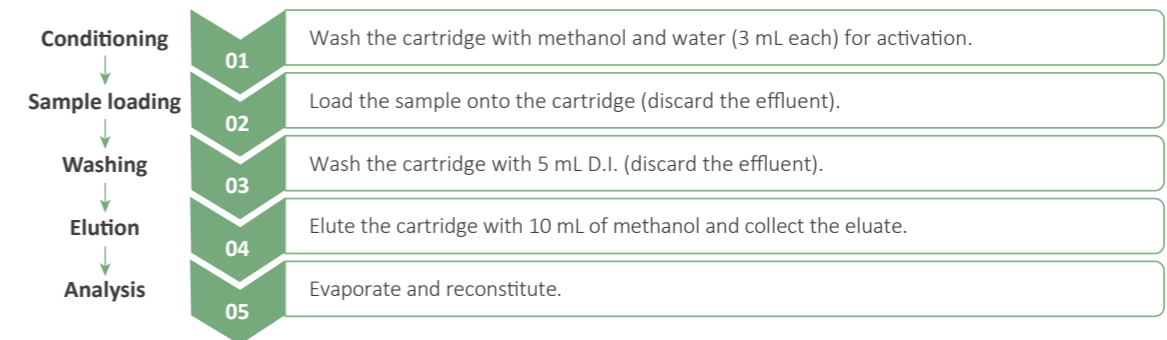 Conditioning
01
Wash the cartridge with methanol and water (3 mL each) for activation.
Sample loading
02
Load the sample onto the cartridge (discard the effluent).
Washing
03
Wash the cartridge with 5 mL D.I. (discard the effluent).
Elution
04
Elute the cartridge with 10 mL of methanol and collect the eluate.
Analysis
05
Evaporate and reconstitute.